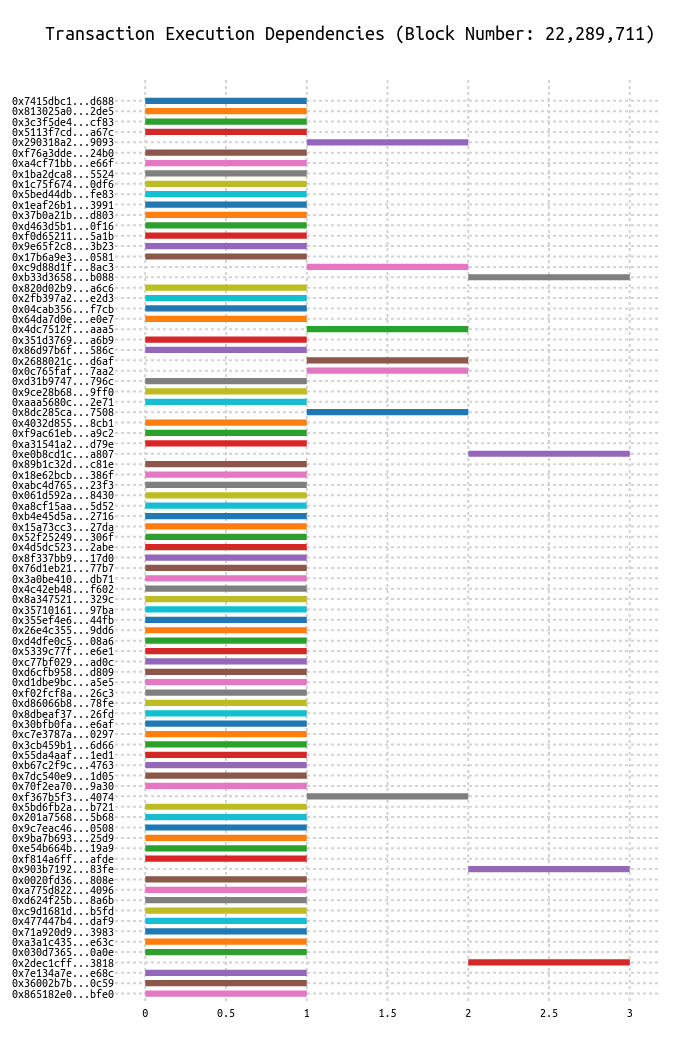 Transaction Execution Dependencies (Block Number: 22,289,711)
0x7415dbc1...d688
0x813025a0...2de5
0x3c3f5de4...cf83
0x5113f7cd...a67c
0x290318a2...9093
0xf76a3dde...24b0
0xa4cf71bb...e66f
0x1ba2dca8...5524
0x1c75f674...0df6
0x5bed44db...fe83
0x1eaf26b1...3991
0x37b0a21b...d803
0xd463d5b1...0f16
0xf0d65211...5a1b
0x9e65f2c8...3b23
0x17b6a9e3...0581
0xc9d88d1f...8ac3
0xb33d3658...b088
0x820d02b9...a6c6
0x2fb397a2...e2d3
0x04cab356...f7cb
0x64da7d0e...e0e7
0x4dc7512f...aaa5
0x351d3769...a6b9
0x86d97b6f...586c
0x2688021c...d6af
0x0c765faf...7aa2
0xd31b9747...796c
0x9ce28b68...9ff0
0xaaa5680c...2e71
0x8dc285ca...7508
0x4032d855...8cb1
0xf9ac61eb...a9c2
0xa31541a2...d79e
0xe0b8cd1c...a807
0x89b1c32d...c81e
0x18e62bcb...386f
0xabc4d765...23f3
0x061d592a...8430
0xa8cf15aa...5d52
0xb4e45d5a...2716
0x15a73cc3...27da
0x52f25249...306f
0x4d5dc523...2abe
0x8f337bb9...17d0
0x76d1eb21...77b7
0x3a0be410...db71
0x4c42eb48...f602
0x8a347521...329c
0x35710161...97ba
0x355ef4e6...44fb
0x26e4c355...9dd6
0xd4dfe0c5...08a6
0x5339c77f...e6e1
0xc77bf029...ad0c
0xd6cfb958...d809
0xd1dbe9bc...a5e5
0xf02fcf8a...26c3
0xd86066b8...78fe
0x8dbeaf37...26fd
0x30bfb0fa...e6af
0xc7e3787a...0297
0x3cb459b1...6d66
0x55da4aaf...1ed1
0xb67c2f9c...4763
0x7dc540e9...1d05
0x70f2ea70...9a30
0xf367b5f3...4074
0x5bd6fb2a...b721
0x201a7568...5b68
0x9c7eac46...0508
0x9ba7b693...25d9
0xe54b664b...19a9
0xf814a6ff...afde
0x903b7192...83fe
0x0020fd36...808e
0xa775d822...4096
0xd624f25b...8a6b
0xc9d1681d...b5fd
0x477447b4...daf9
0x71a920d9...3983
0xa3a1c435...e63c
0x030d7365...0a0e
0x2dec1cff...3818
0x7e134a7e...e68c
0x36002b7b...0c59
0x865182e0...bfe0
0 0.5 1 1.5 2 2.5 3